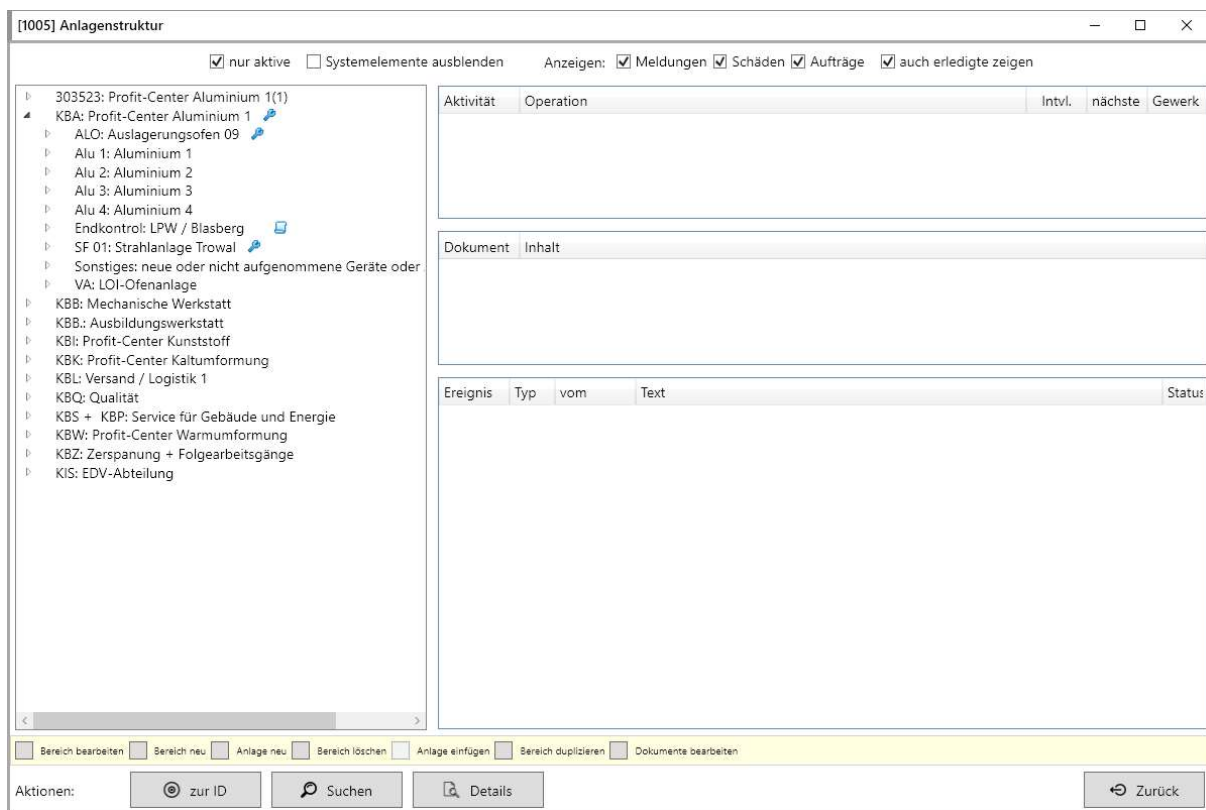 [1005] Anlagenstruktur
nur aktive Systemelemente ausblenden Anzeigen: Meldungen Schäden Aufträge auch erledigte zeigen
303523: Profit-Center Aluminium 1(1)
KBA: Profit-Center Aluminium 1
ALO: Auslagerungsofen 09
Alu 1: Aluminium 1
Alu 2: Aluminium 2
Alu 3: Aluminium 3
Alu 4: Aluminium 4
Endkontrol: LPW / Blasberg
SF 01: Strahlanlage Trowal
Sonstiges: neue oder nicht aufgenommene Geräte oder
VA: LOI-Ofenanlage
KBB: Mechanische Werkstatt
KBB.: Ausbildungswerkstatt
KBI: Profit-Center Kunststoff
KBK: Profit-Center Kaltumformung
KBL: Versand / Logistik 1
KBQ: Qualität
KBS + KBP: Service für Gebäude und Energie
KBW: Profit-Center Warmumformung
KBZ: Zerspanung + Folgearbeitsgänge
KIS: EDV-Abteilung
Aktivität Operation Intvl. nächste Gewerk
Dokument Inhalt
Ereignis Typ vom Text Status
Bereich bearbeiten Bereich neu Anlage neu Bereich löschen Anlage einfügen Bereich duplizieren Dokumente bearbeiten
Aktionen: zur ID Suchen Details Zurück